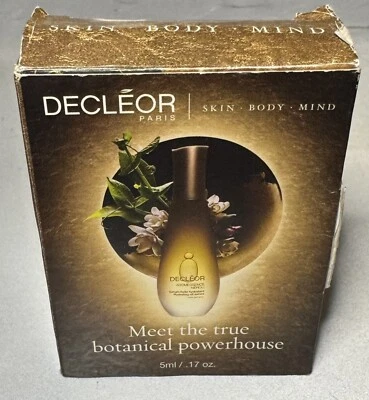 SKIN · BODY · MIND
DECLÉOR
PARIS
SKIN · BODY · MIND
DECLÉOR
Meet the true
botanical powerhouse
5ml / .17 oz.